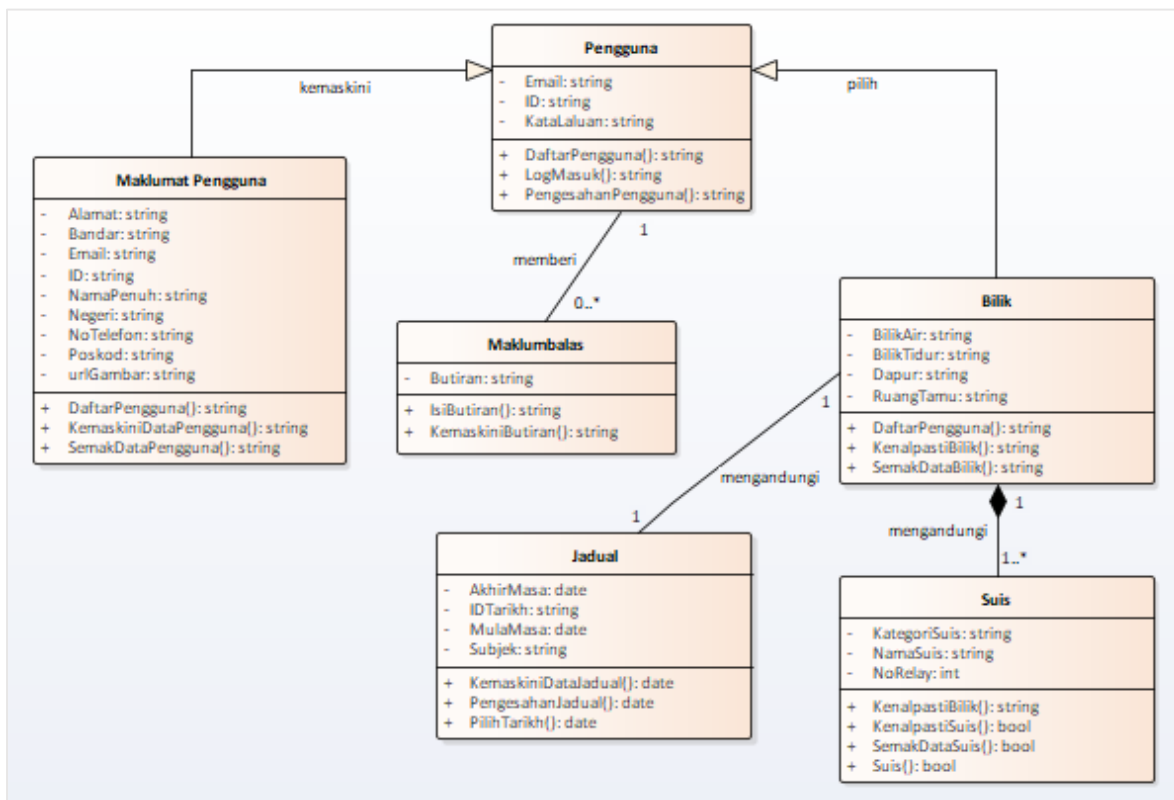 Pengguna
- Email: string
- ID: string
- KataLaluan: string
+ DaftarPengguna(): string
+ LogMasuk(): string
+ PengesahanPengguna(): string
kemaskini
pilih
Maklumat Pengguna
- Alamat: string
- Bandar: string
- Email: string
- ID: string
- NamaPenuh: string
- Negeri: string
- NoTelefon: string
- Poskod: string
- urlGambar: string
+ DaftarPengguna(): string
+ KemaskiniDataPengguna(): string
+ SemakDataPengguna(): string
1
memberi
0..*
Maklumbalas
- Butiran: string
+ IsiButiran(): string
+ KemaskiniButiran(): string
Bilik
- BilikAir: string
- BilikTidur: string
- Dapur: string
- RuangTamu: string
+ DaftarPengguna(): string
+ KenalpastiBilik(): string
+ SemakDataBilik(): string
1
mengandungi
1
Jadual
- AkhirMasa: date
- IDTarikh: string
- MulaMasa: date
- Subjek: string
+ KemaskiniDataJadual(): date
+ PengesahanJadual(): date
+ PilihTarikh(): date
1
mengandungi
1..*
Suis
- KategoriSuis: string
- NamaSuis: string
- NoRelay: int
+ KenalpastiBilik(): string
+ KenalpastiSuis(): bool
+ SemakDataSuis(): bool
+ Suis(): bool